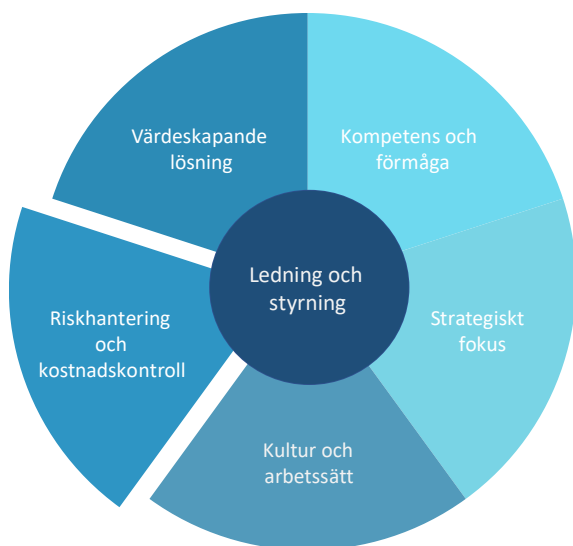 Värdeskapande
lösning
Kompetens och
förmåga
Ledning och
styrning
Riskhantering
och
kostnadskontroll
Strategiskt
fokus
Kultur och
arbetssätt